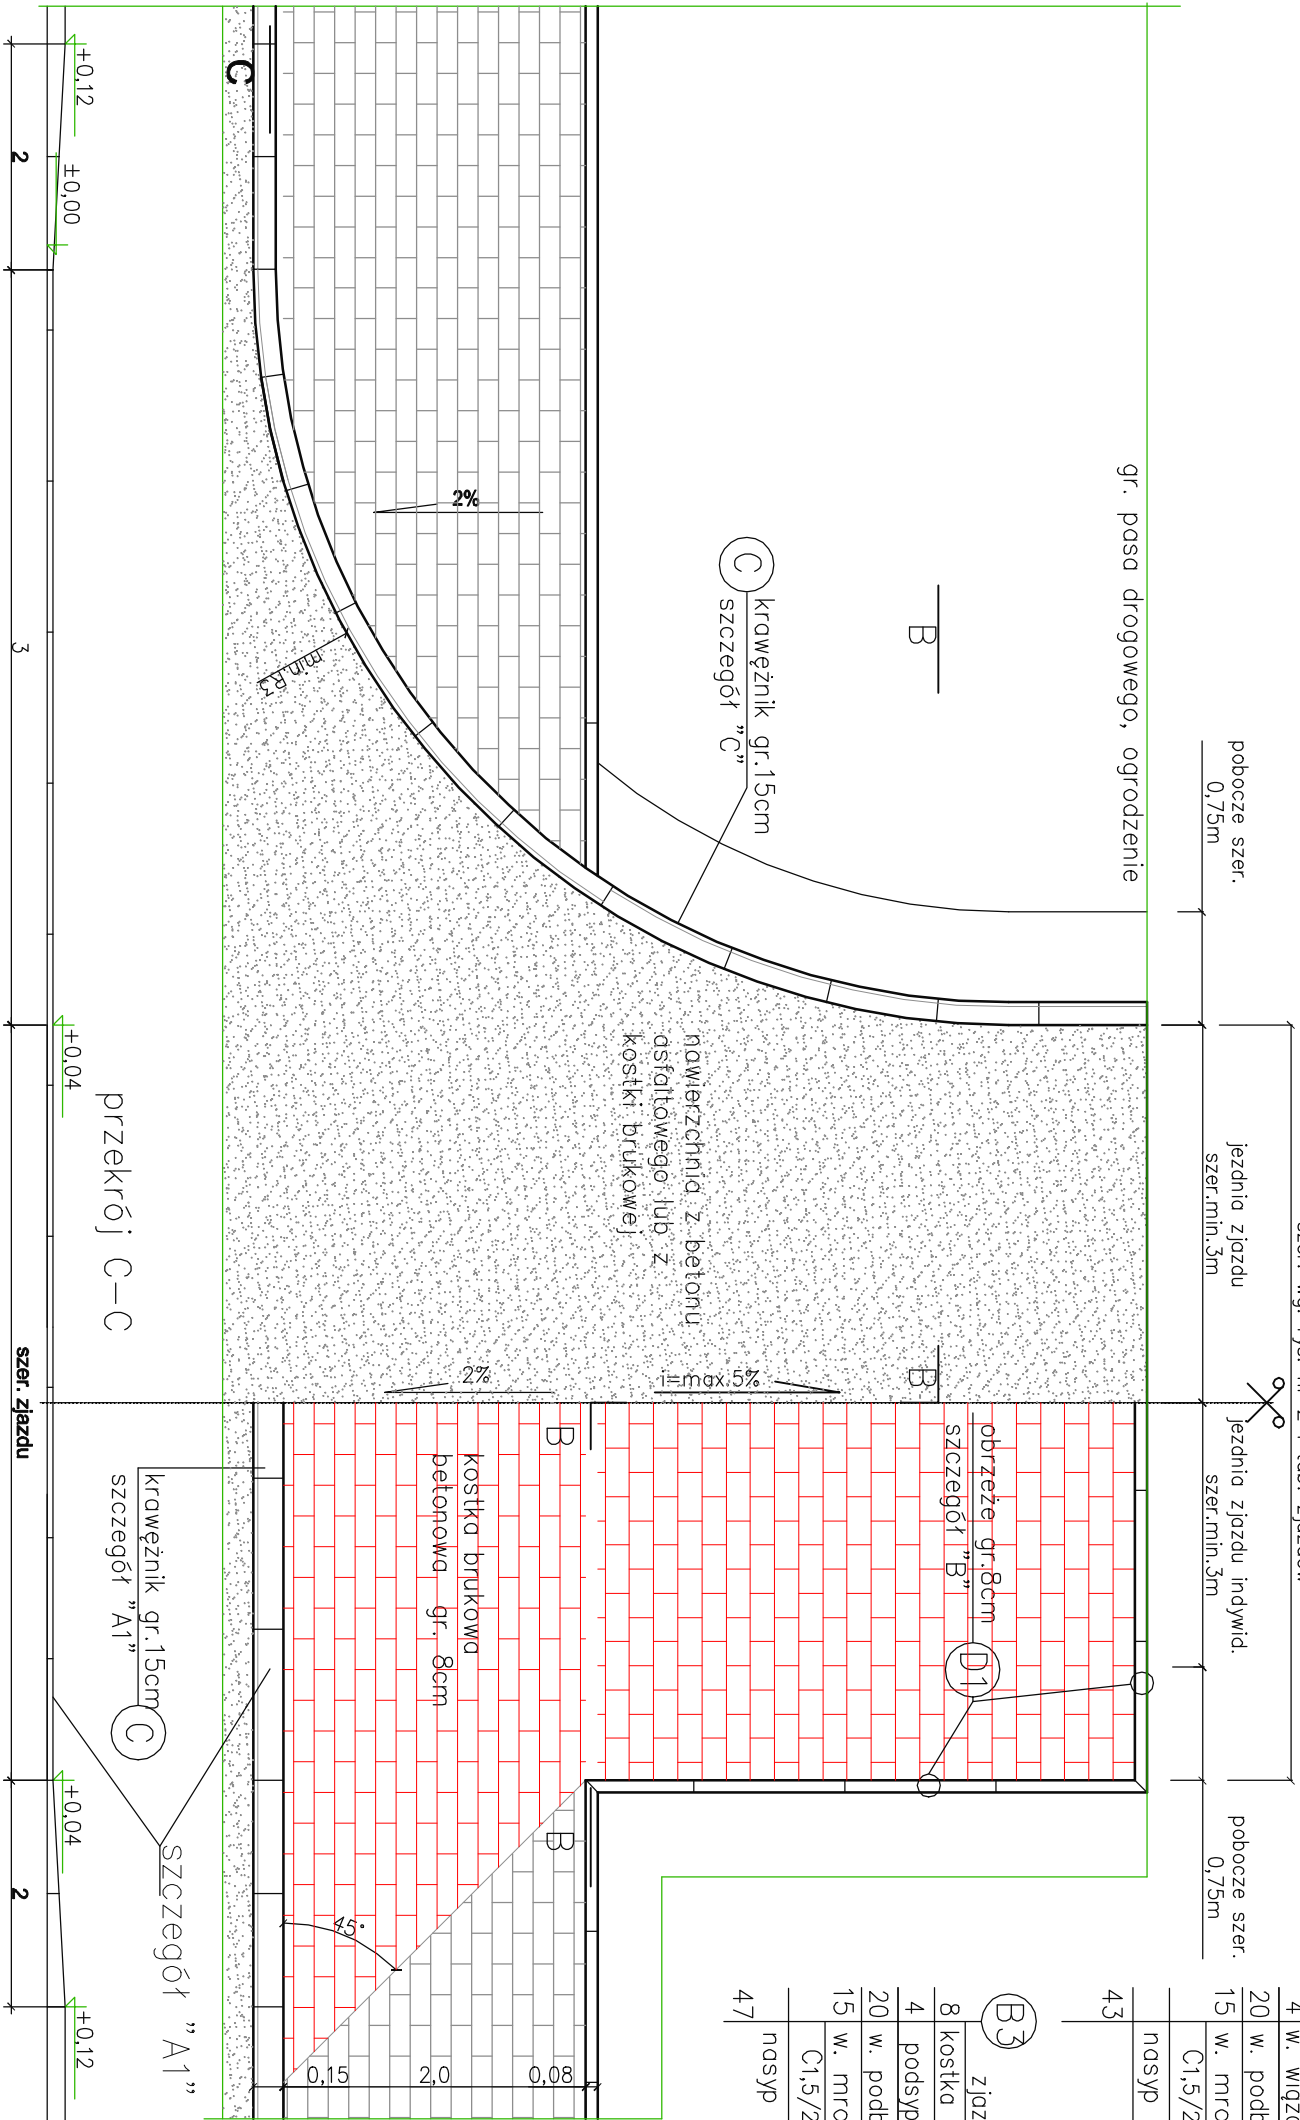 gr. pasa drogowego, ogrodzenie
pobocze szer.
0,75m
jezdnia zjazdu
szer.min.3m
jezdnia zjazdu indywid.
szer.min.3m
pobocze szer.
0,75m
B
C
krawężnik gr.15cm
szczegół "C"
2%
min.R3
nawierzchnia z betonu
asfaltowego lub z
kostki brukowej
i=max.5%
2%
B
B
obrzeże gr.8cm
szczegół "B"
D1
kostka brukowa
betonowa gr. 8cm
B
45°
0,15
2,0
0,08
krawężnik gr.15cm
szczegół "A1"
C
szczegół "A1"
C
przekrój C-C
+0,12
±0,00
+0,04
+0,04
+0,12
2
3
szer. zjazdu
2
20 w.
15 w.
C1,5/2
nasyp
43
B3
8 kostka
4
20 w.
15 w.
C1,5/2
nasyp
47